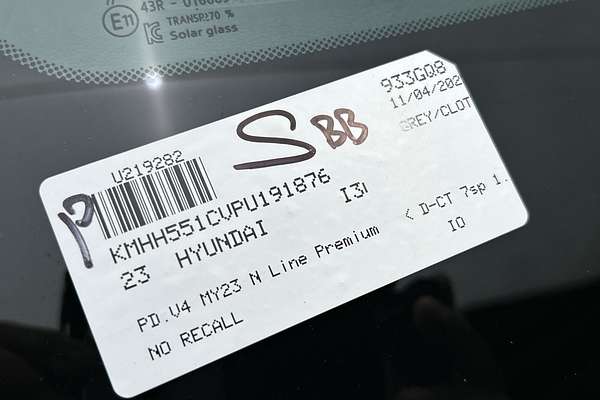 E11
43R -
TRANSP≥70 %
Solar glass
933GQ8
11/04/202
GREY/CLOT
S BB
U219282
P
KMHH551CVPU191876
23 HYUNDAI I3
PD.V4 MY23 N Line Premium < D-CT 7sp 1.
IO
NO RECALL